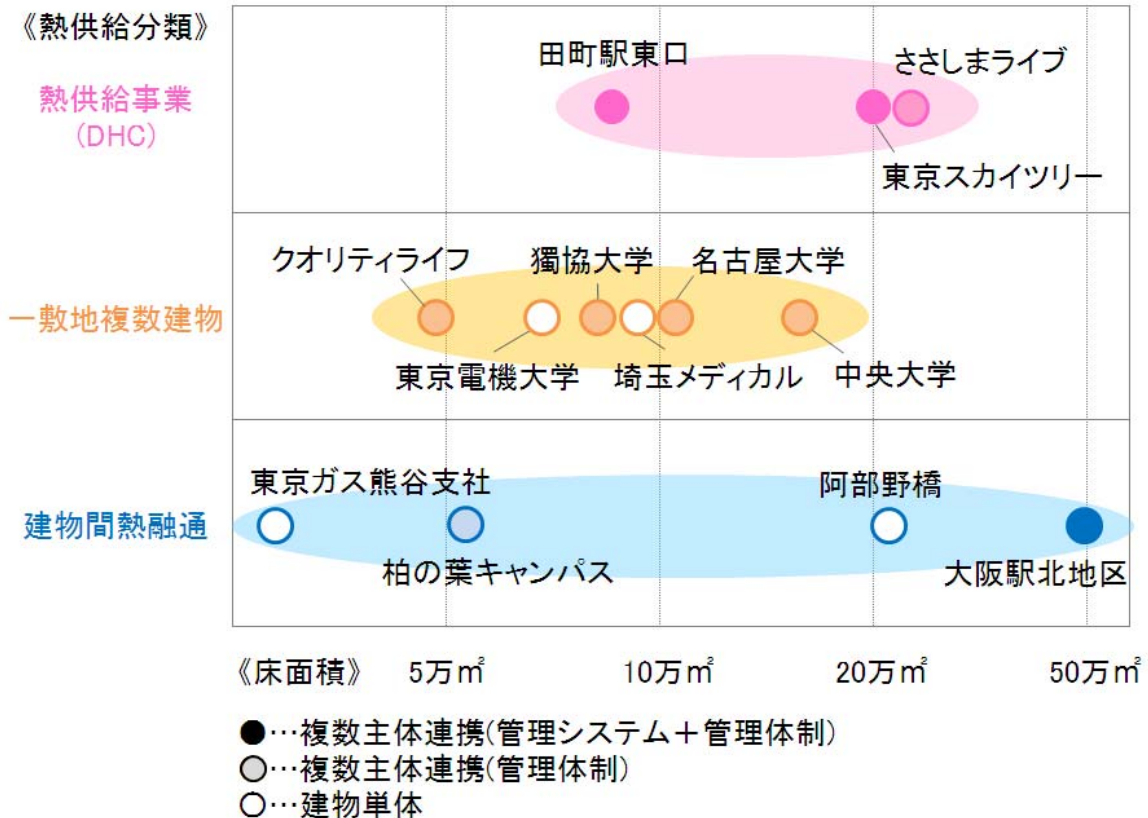 《熱供給分類》
熱供給事業
(DHC)
田町駅東口
ささしまライブ
東京スカイツリー
一敷地複数建物
クオリティライフ
獨協大学
名古屋大学
東京電機大学
埼玉メディカル
中央大学
建物間熱融通
東京ガス熊谷支社
阿部野橋
柏の葉キャンパス
大阪駅北地区
《床面積》 5万㎡ 10万㎡ 20万㎡ 50万㎡
●…複数主体連携(管理システム＋管理体制)
○…複数主体連携(管理体制)
○…建物単体